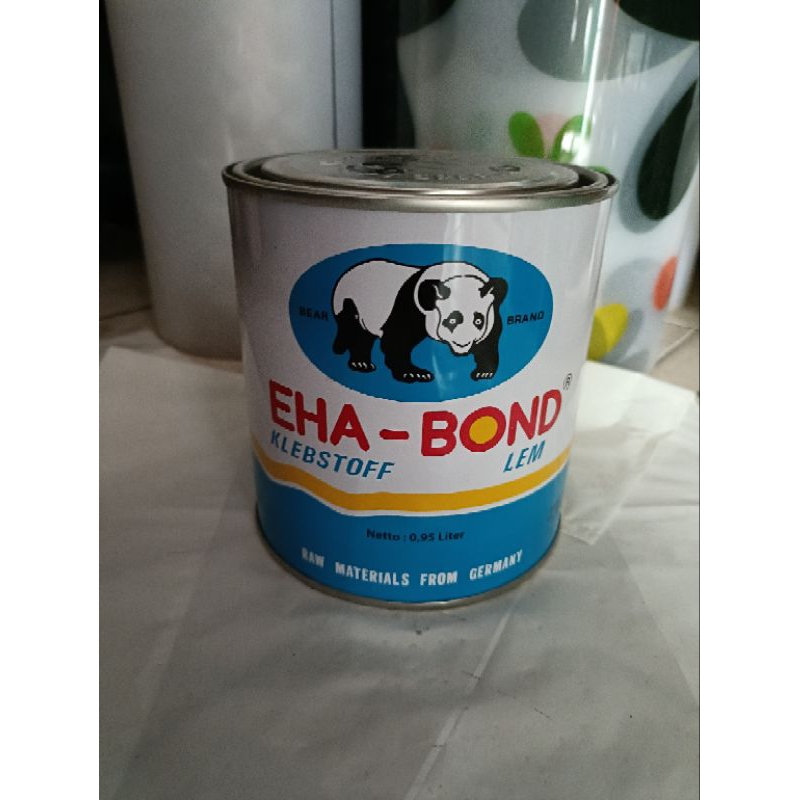 BEAR BRAND
EHA-BOND®
KLEBSTOFF LEM
Netto : 0,95 Liter
RAW MATERIALS FROM GERMANY